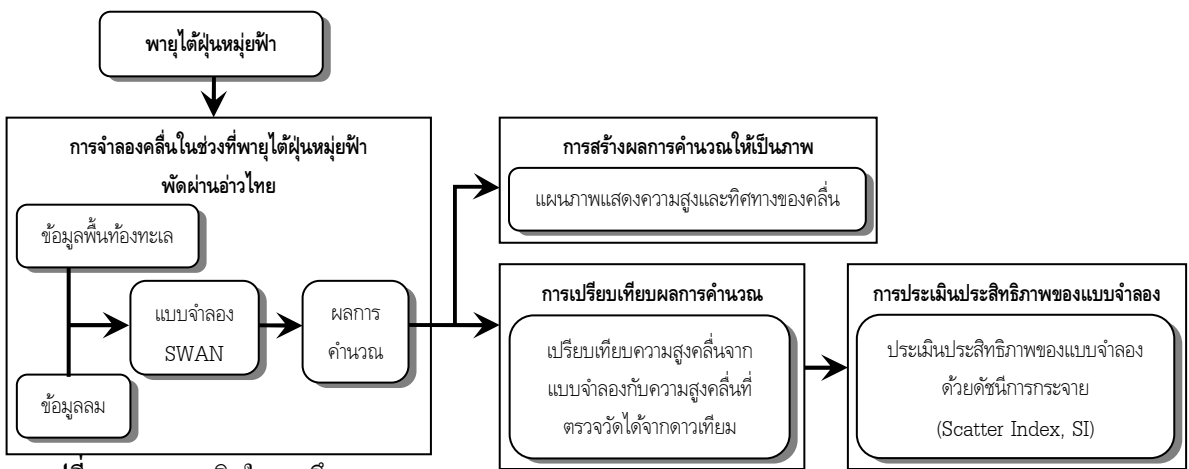 พายุไต้ฝุ่นหมุ่ยฟ้า
การจำลองคลื่นในช่วงที่พายุไต้ฝุ่นหมุ่ยฟ้า
พัดผ่านอ่าวไทย
ข้อมูลพื้นท้องทะเล
แบบจำลอง
SWAN
ผลการ
คำนวณ
ข้อมูลลม
การสร้างผลการคำนวณให้เป็นภาพ
แผนภาพแสดงความสูงและทิศทางของคลื่น
การเปรียบเทียบผลการคำนวณ
เปรียบเทียบความสูงคลื่นจาก
แบบจำลองกับความสูงคลื่นที่
ตรวจวัดได้จากดาวเทียม
การประเมินประสิทธิภาพของแบบจำลอง
ประเมินประสิทธิภาพของแบบจำลอง
ด้วยดัชนีการกระจาย
(Scatter Index, SI)